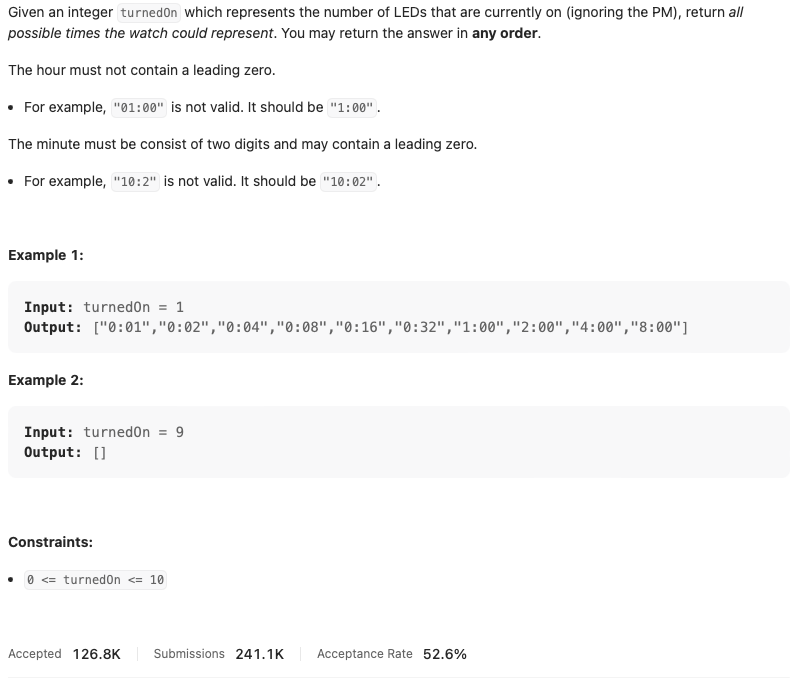 Given an integer turnedOn which represents the number of LEDs that are currently on (ignoring the PM), return all
possible times the watch could represent. You may return the answer in any order.
The hour must not contain a leading zero.
• For example, "01:00" is not valid. It should be "1:00".
The minute must be consist of two digits and may contain a leading zero.
• For example, "10:2" is not valid. It should be "10:02".
Example 1:
Input: turnedOn = 1
Output: ["0:01","0:02","0:04","0:08","0:16","0:32","1:00","2:00","4:00","8:00"]
Example 2:
Input: turnedOn = 9
Output: []
Constraints:
• 0 <= turnedOn <= 10
Accepted 126.8K Submissions 241.1K Acceptance Rate 52.6%